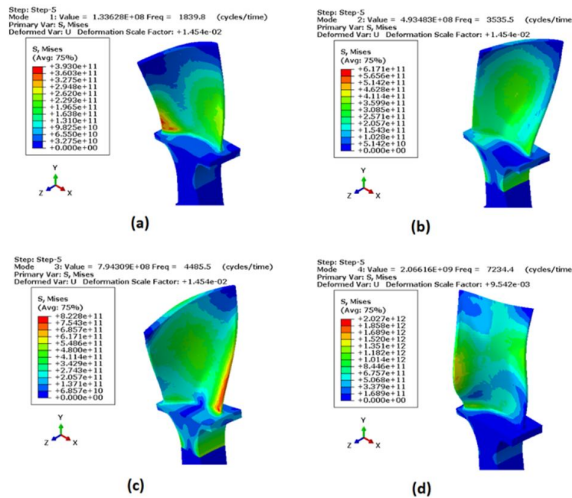 Step: Step-5
Mode 1: Value = 1.33628E+08 Freq = 1839.8 (cycles/time)
Primary Var: S, Mises
Deformed Var: U Deformation Scale Factor: +1.454e-02
S, Mises
(Avg: 75%)
+3.930e+11
+3.603e+11
+3.275e+11
+2.948e+11
+2.620e+11
+2.293e+11
+1.965e+11
+1.638e+11
+1.310e+11
+9.825e+10
+6.550e+10
+3.275e+10
+0.000e+00
Y
Z X
(a)
Step: Step-5
Mode 2: Value = 4.93483E+08 Freq = 3535.5 (cycles/time)
Primary Var: S, Mises
Deformed Var: U Deformation Scale Factor: +1.454e-02
S, Mises
(Avg: 75%)
+6.171e+11
+5.656e+11
+5.142e+11
+4.628e+11
+4.114e+11
+3.599e+11
+3.085e+11
+2.571e+11
+2.057e+11
+1.543e+11
+1.028e+11
+5.142e+10
+0.000e+00
Y
Z X
(b)
Step: Step-5
Mode 3: Value = 7.94309E+08 Freq = 4485.5 (cycles/time)
Primary Var: S, Mises
Deformed Var: U Deformation Scale Factor: +1.454e-02
S, Mises
(Avg: 75%)
+8.228e+11
+7.543e+11
+6.857e+11
+6.171e+11
+5.486e+11
+4.800e+11
+4.114e+11
+3.429e+11
+2.743e+11
+2.057e+11
+1.371e+11
+6.857e+10
+0.000e+00
Y
Z X
(c)
Step: Step-5
Mode 4: Value = 2.06616E+09 Freq = 7234.4 (cycles/time)
Primary Var: S, Mises
Deformed Var: U Deformation Scale Factor: +9.542e-03
S, Mises
(Avg: 75%)
+2.027e+12
+1.858e+12
+1.689e+12
+1.520e+12
+1.351e+12
+1.182e+12
+1.014e+12
+8.446e+11
+6.757e+11
+5.068e+11
+3.379e+11
+1.689e+11
+0.000e+00
Y
Z X
(d)